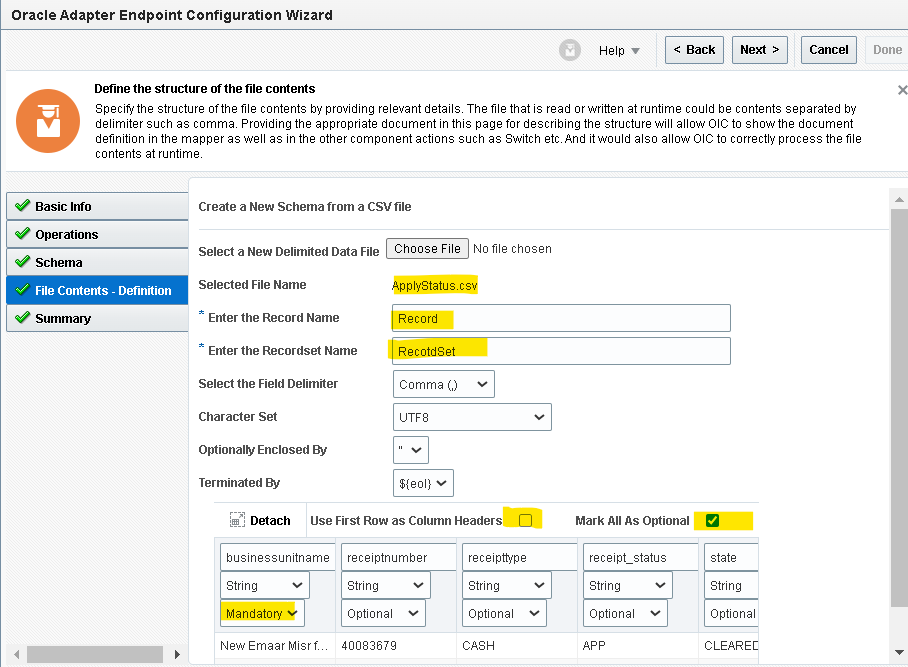 Oracle Adapter Endpoint Configuration Wizard
Help
< Back
Next >
Cancel
Done
Define the structure of the file contents
Specify the structure of the file contents by providing relevant details. The file that is read or written at runtime could be contents separated by
delimiter such as comma. Providing the appropriate document in this page for describing the structure will allow OIC to show the document
definition in the mapper as well as in the other component actions such as Switch etc. And it would also allow OIC to correctly process the file
contents at runtime.
Basic Info
Operations
Schema
File Contents - Definition
Summary
Create a New Schema from a CSV file
Select a New Delimited Data File Choose File No file chosen
Selected File Name ApplyStatus.csv
* Enter the Record Name Record
* Enter the Recordset Name RecotdSet
Select the Field Delimiter Comma (,)
Character Set UTF8
Optionally Enclosed By "
Terminated By ${eol}
Detach Use First Row as Column Headers Mark All As Optional
businessunitname receiptnumber receipttype receipt_status state
String String String String String
Mandatory Optional Optional Optional Optional
New Emaar Misr f... 40083679 CASH APP CLEARED